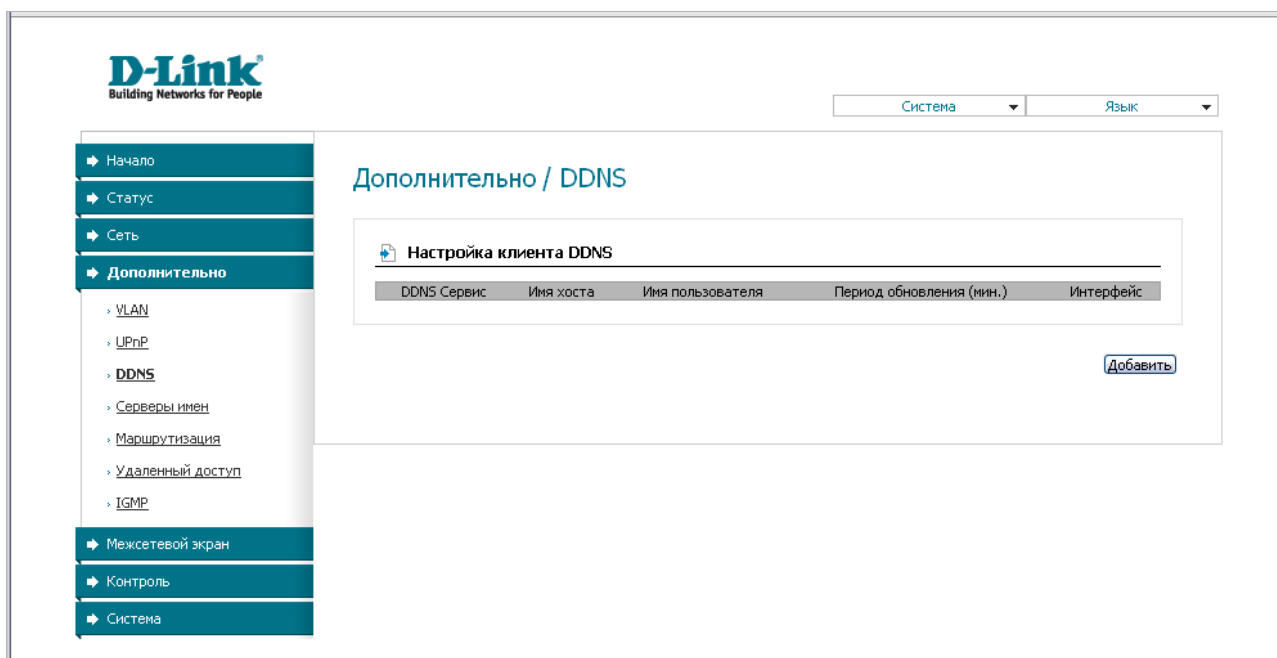 D-Link
Building Networks for People
Система
Язык
Начало
Статус
Сеть
Дополнительно
VLAN
UPnP
DDNS
Серверы имен
Маршрутизация
Удаленный доступ
IGMP
Межсетевой экран
Контроль
Система
Дополнительно / DDNS
Настройка клиента DDNS
DDNS Сервис Имя хоста Имя пользователя Период обновления (мин.) Интерфейс
Добавить